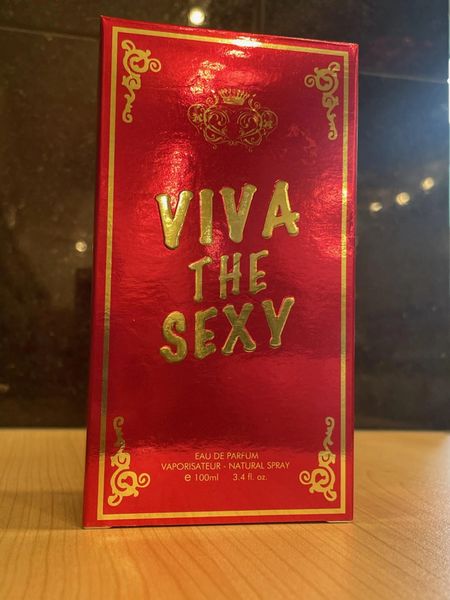 VIVA
THE
SEXY
EAU DE PARFUM
VAPORISATEUR - NATURAL SPRAY
℮ 100ml 3.4 fl. oz.